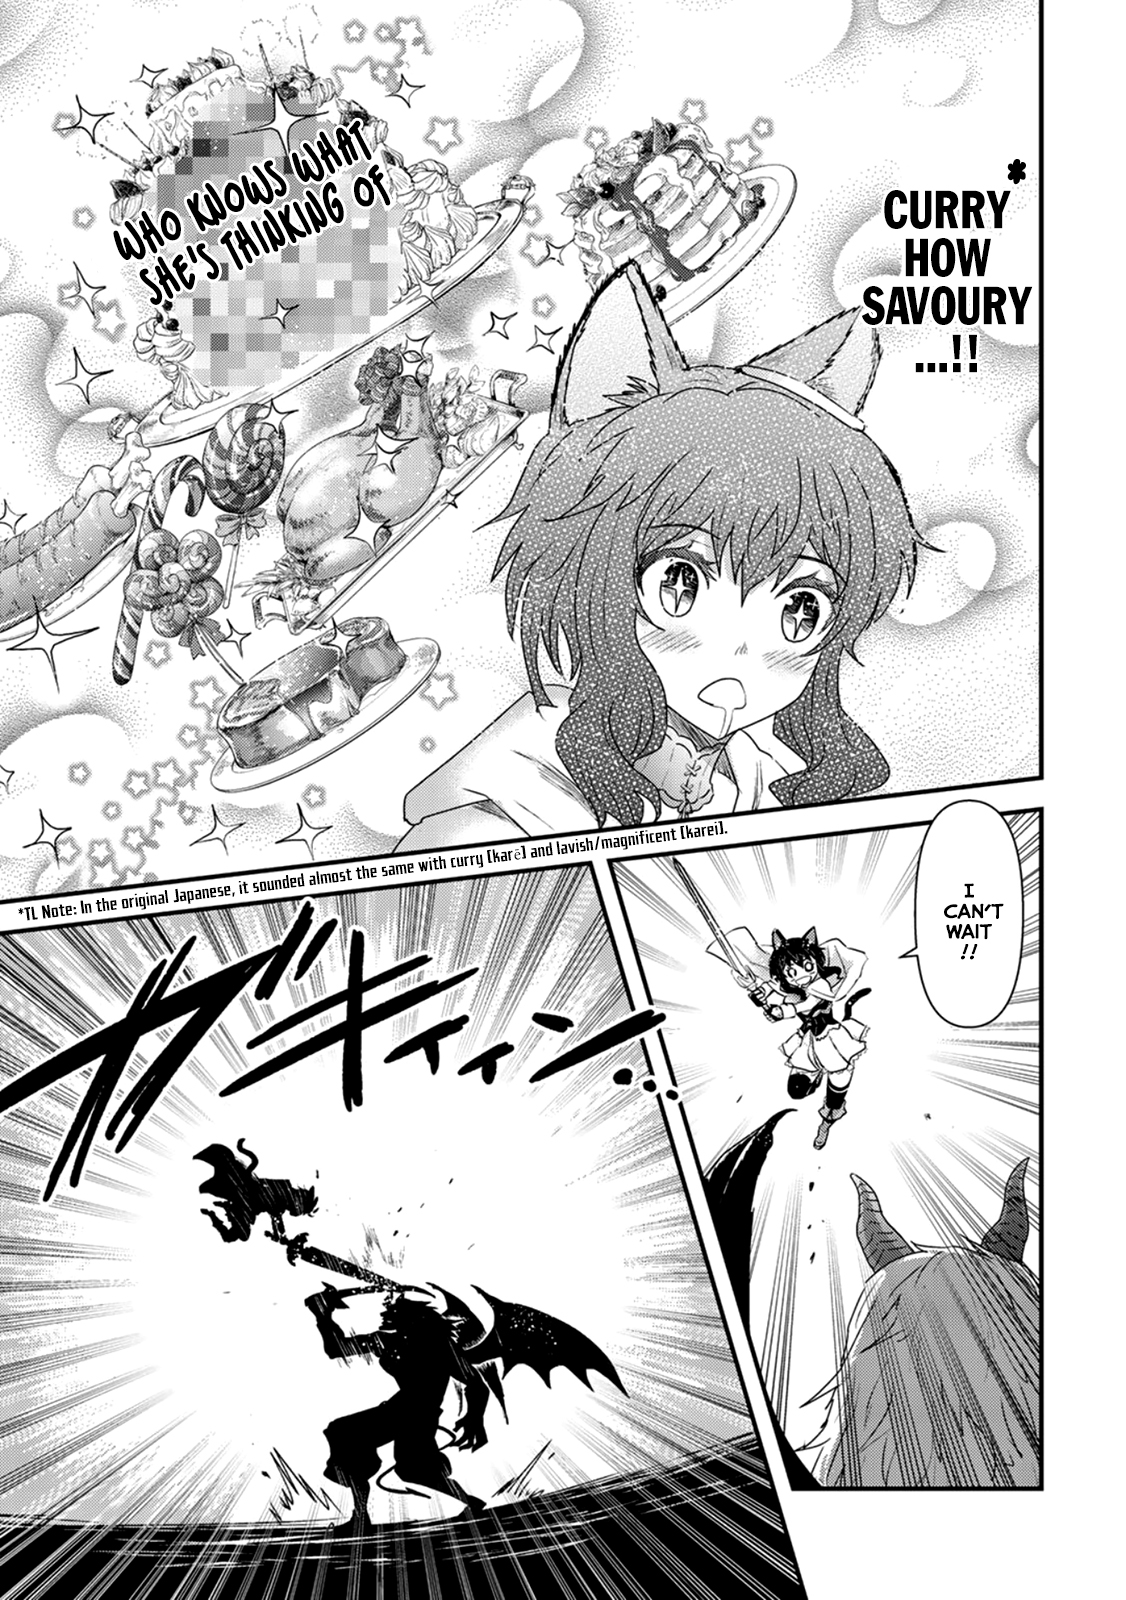 CURRY*
HOW
SAVOURY
...!!
WHO KNOWS WHAT
SHE'S THINKING OF
*TL Note: In the original Japanese, it sounded almost the same with curry [karē] and lavish/magnificent [karei].
I
CAN'T
WAIT
!!
ガキィィン…